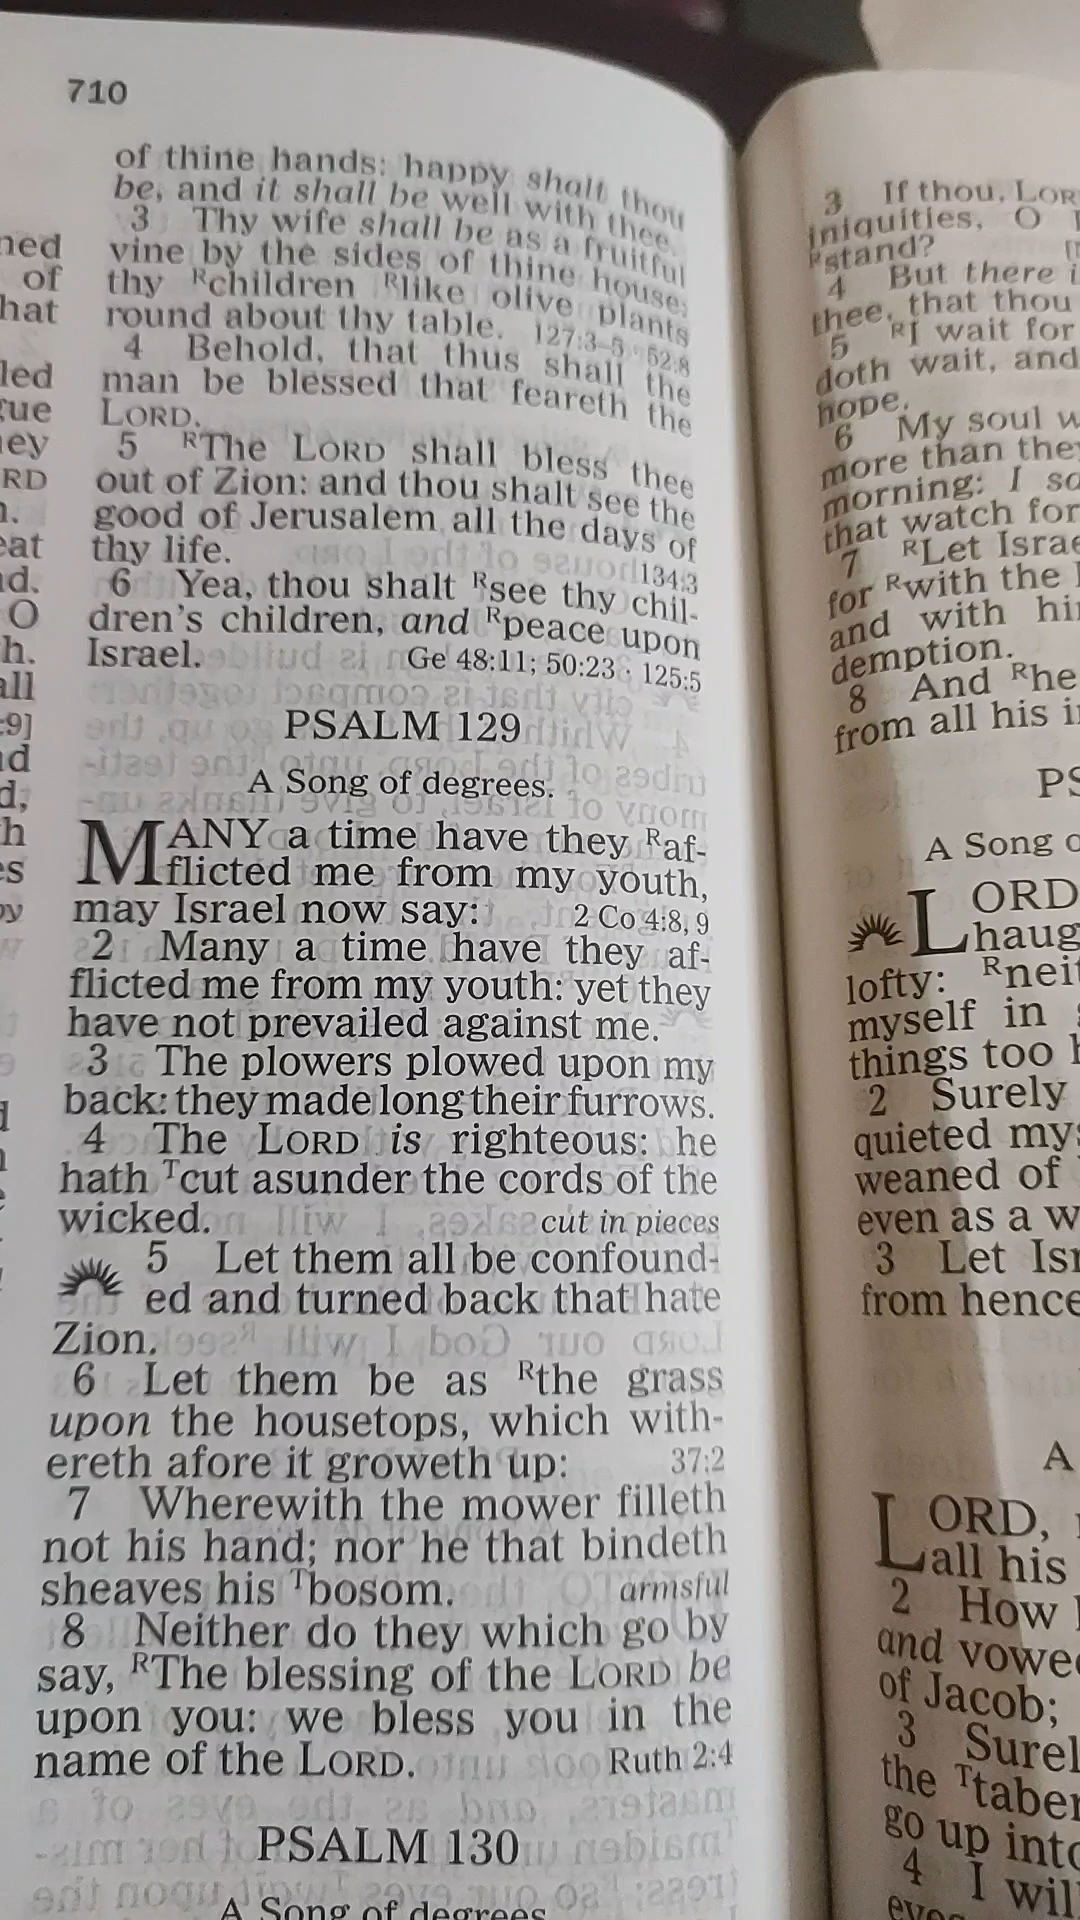 710
of thine hands: happy shalt thou
be, and it shall be well with thee.
3 Thy wife shall be as a fruitful
vine by the sides of thine house:
thy ᴿchildren ᴿlike olive plants
round about thy table. 127:3–5 · 52:8
4 Behold, that thus shall the
man be blessed that feareth the
LORD.
5 ᴿThe LORD shall bless thee
out of Zion: and thou shalt see the
good of Jerusalem all the days of
thy life. 134:3
6 Yea, thou shalt ᴿsee thy chil-
dren's children, and ᴿpeace upon
Israel. Ge 48:11; 50:23 · 125:5
PSALM 129
A Song of degrees.
MANY a time have they ᴿaf-
flicted me from my youth,
may Israel now say: 2 Co 4:8, 9
2 Many a time have they af-
flicted me from my youth: yet they
have not prevailed against me.
3 The plowers plowed upon my
back: they made long their furrows.
4 The LORD is righteous: he
hath ᵀcut asunder the cords of the
wicked. cut in pieces
5 Let them all be confound-
ed and turned back that hate
Zion.
6 Let them be as ᴿthe grass
upon the housetops, which with-
ereth afore it groweth up: 37:2
7 Wherewith the mower filleth
not his hand; nor he that bindeth
sheaves his ᵀbosom. armsful
8 Neither do they which go by
say, ᴿThe blessing of the LORD be
upon you: we bless you in the
name of the LORD. Ruth 2:4
PSALM 130
A Song of degrees
3 If thou, LOR
iniquities, O
ᴿstand?
4 But there i
thee, that thou
5 ᴿI wait for
doth wait, and
hope.
6 My soul w
more than they
morning: I sa
that watch for
7 ᴿLet Israe
for ᴿwith the
and with hi
demption.
8 And ᴿhe
from all his i
PS
A Song o
LORD
haug
lofty: ᴿneit
myself in
things too h
2 Surely
quieted mys
weaned of
even as a w
3 Let Isr
from hence
A
LORD,
all his
2 How
and vowe
of Jacob;
3 Surel
the ᵀtaber
go up into
4 I will
eyes